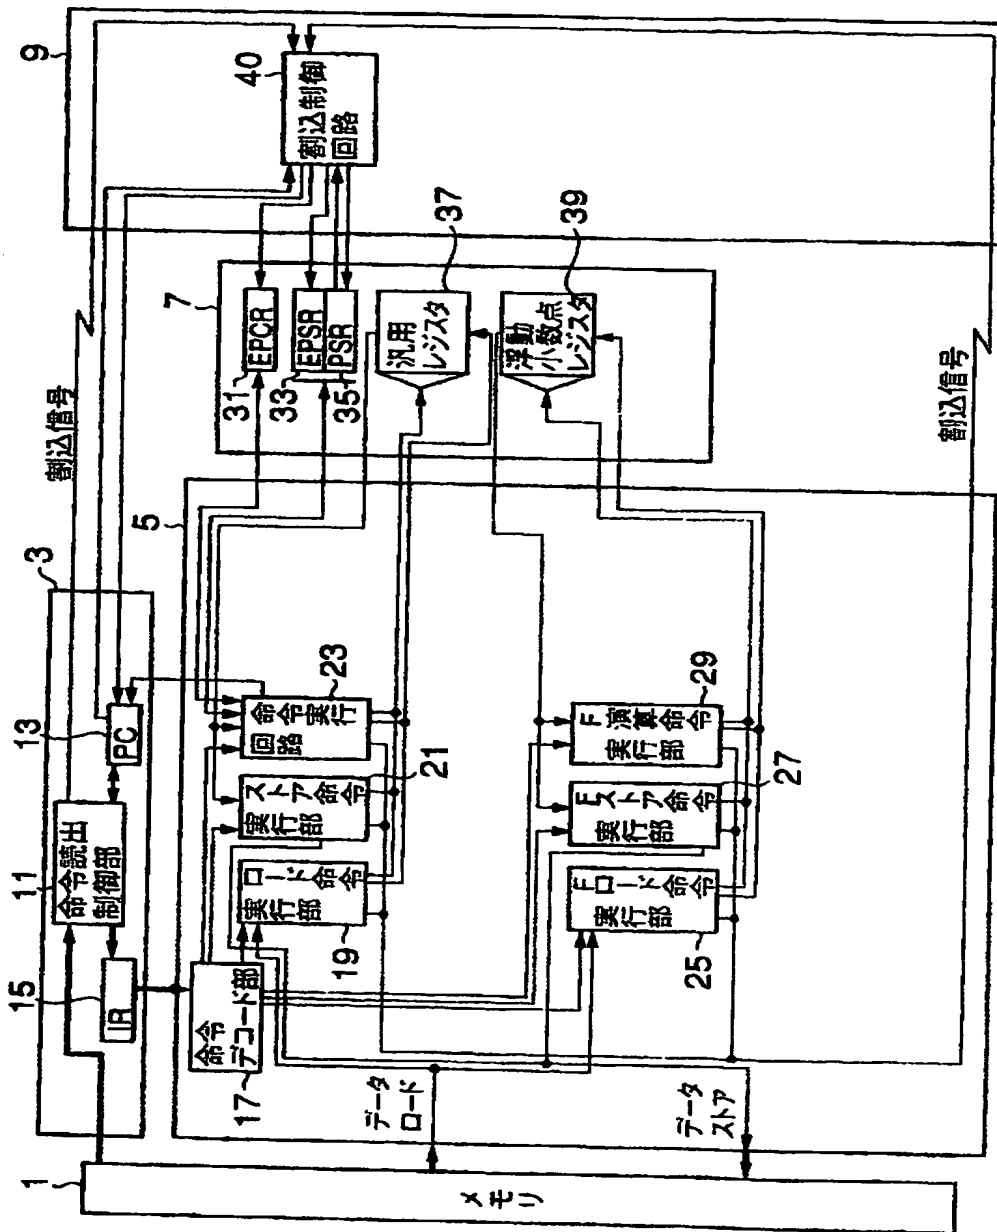 1
メモリ
3
15
IR
11
命令読出
制御部
13
PC
割込信号
9
40
割込制御
回路
5
17
命令
デコード部
19
ロード命令
実行部
21
ストア命令
実行部
23
命令実行
回路
25
Fロード命令
実行部
27
Fストア命令
実行部
29
F演算命令
実行部
データ
ロード
データ
ストア
7
31
EPCR
33
EPSR
35
PSR
37
汎用
レジスタ
39
浮動
小数点
レジスタ
割込信号